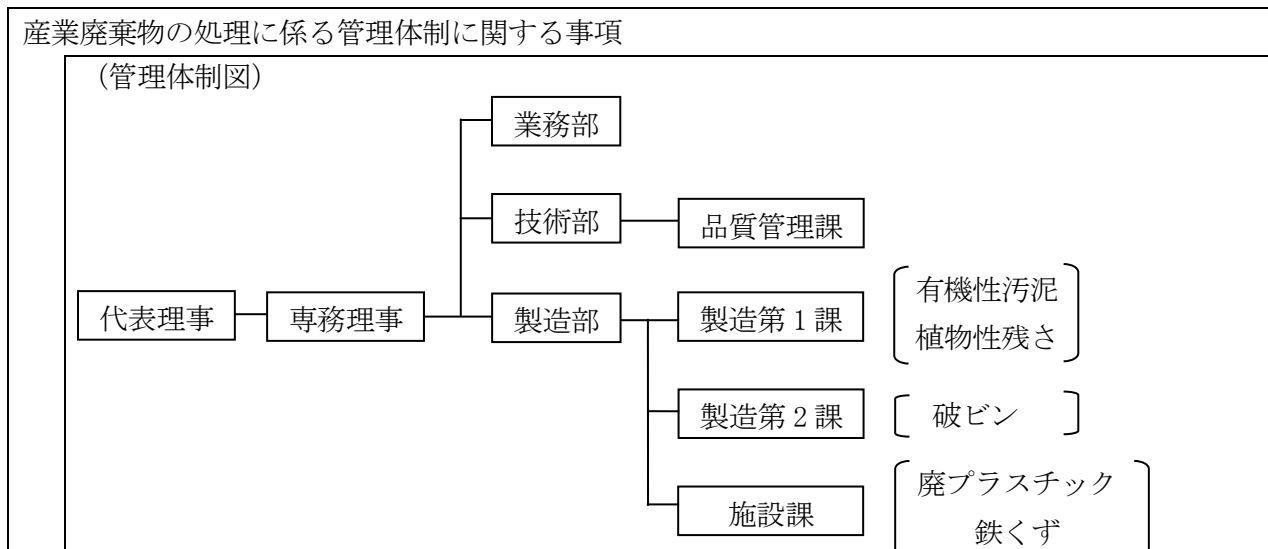 産業廃棄物の処理に係る管理体制に関する事項
(管理体制図)
業務部
技術部
品質管理課
代表理事
専務理事
製造部
製造第1課
有機性汚泥
植物性残さ
製造第2課
破ビン
施設課
廃プラスチック
鉄くず